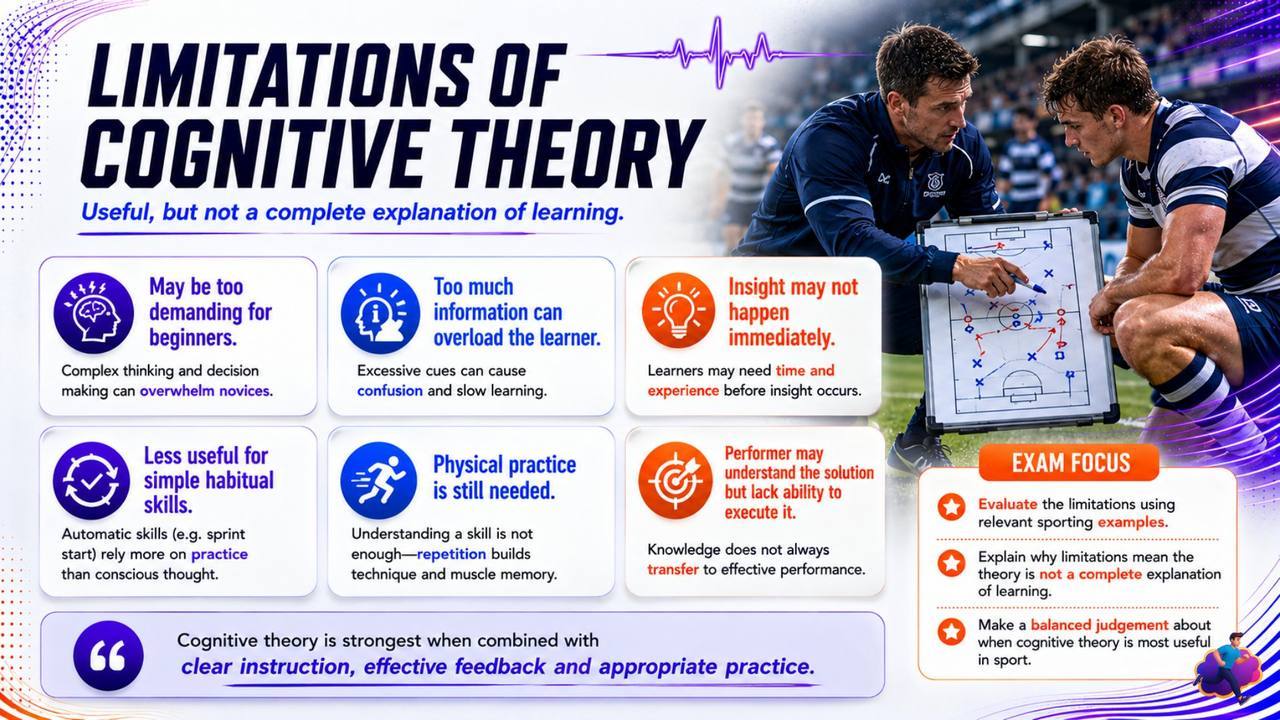 LIMITATIONS OF
COGNITIVE THEORY
Useful, but not a complete explanation of learning.
May be too
demanding for
beginners.
Complex thinking and decision
making can overwhelm novices.
Too much
information can
overload the learner.
Excessive cues can cause
confusion and slow learning.
Insight may not
happen
immediately.
Learners may need time and
experience before insight occurs.
Less useful for
simple habitual
skills.
Automatic skills (e.g. sprint
start) rely more on practice
than conscious thought.
Physical practice
is still needed.
Understanding a skill is not
enough—repetition builds
technique and muscle memory.
Performer may
understand the solution
but lack ability to
execute it.
Knowledge does not always
transfer to effective performance.
Cognitive theory is strongest when combined with
clear instruction, effective feedback and appropriate practice.
EXAM FOCUS
Evaluate the limitations using
relevant sporting examples.
Explain why limitations mean the
theory is not a complete explanation
of learning.
Make a balanced judgement about
when cognitive theory is most useful
in sport.